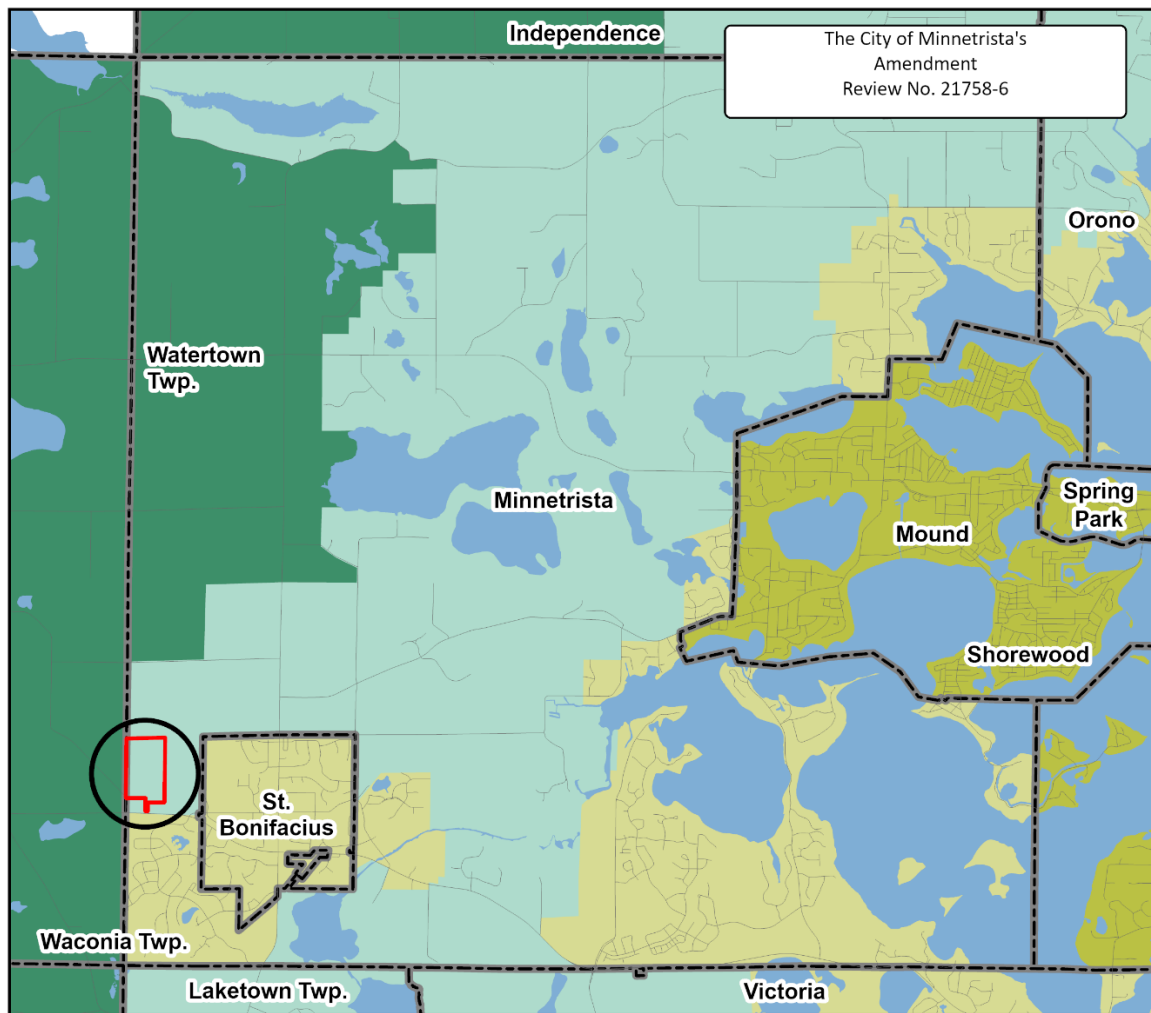 Independence
The City of Minnetrista's
Amendment
Review No. 21758-6
Orono
Watertown
Twp.
Minnetrista
Spring
Park
Mound
Shorewood
St.
Bonifacius
Waconia Twp.
Laketown Twp.
Victoria